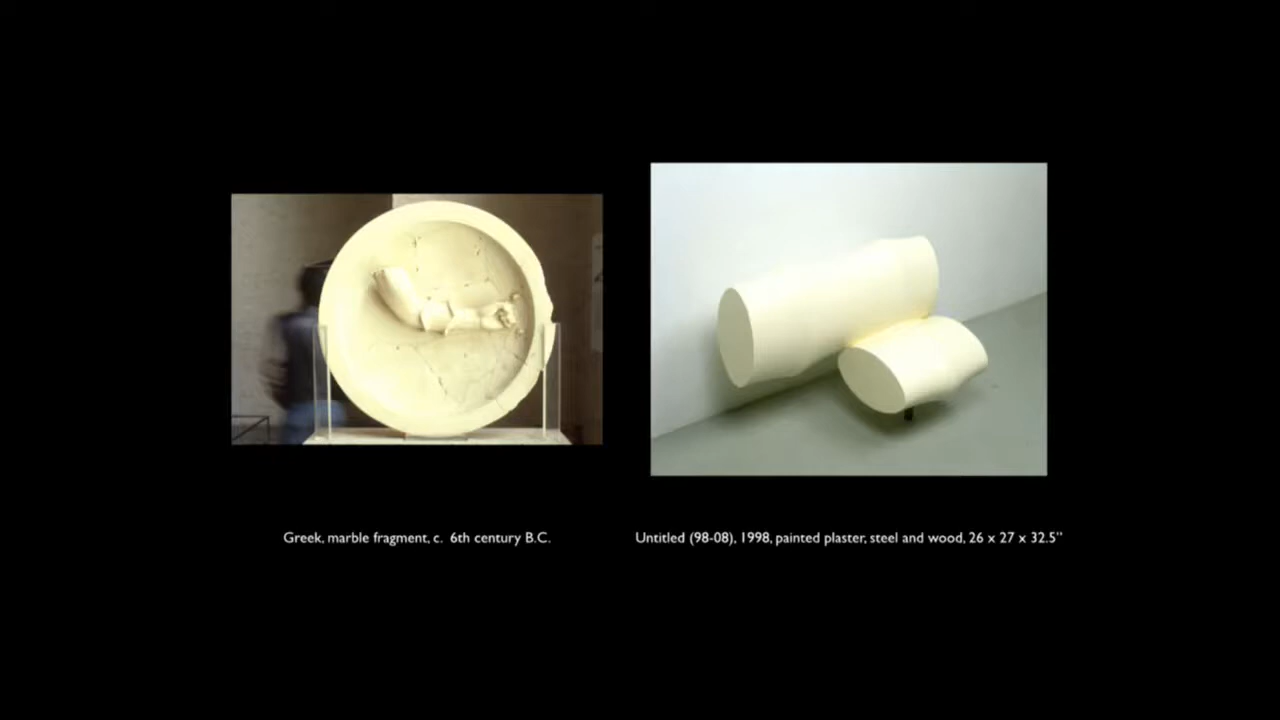 Greek, marble fragment, c. 6th century B.C.
Untitled (98-08), 1998, painted plaster, steel and wood, 26 x 27 x 32.5"